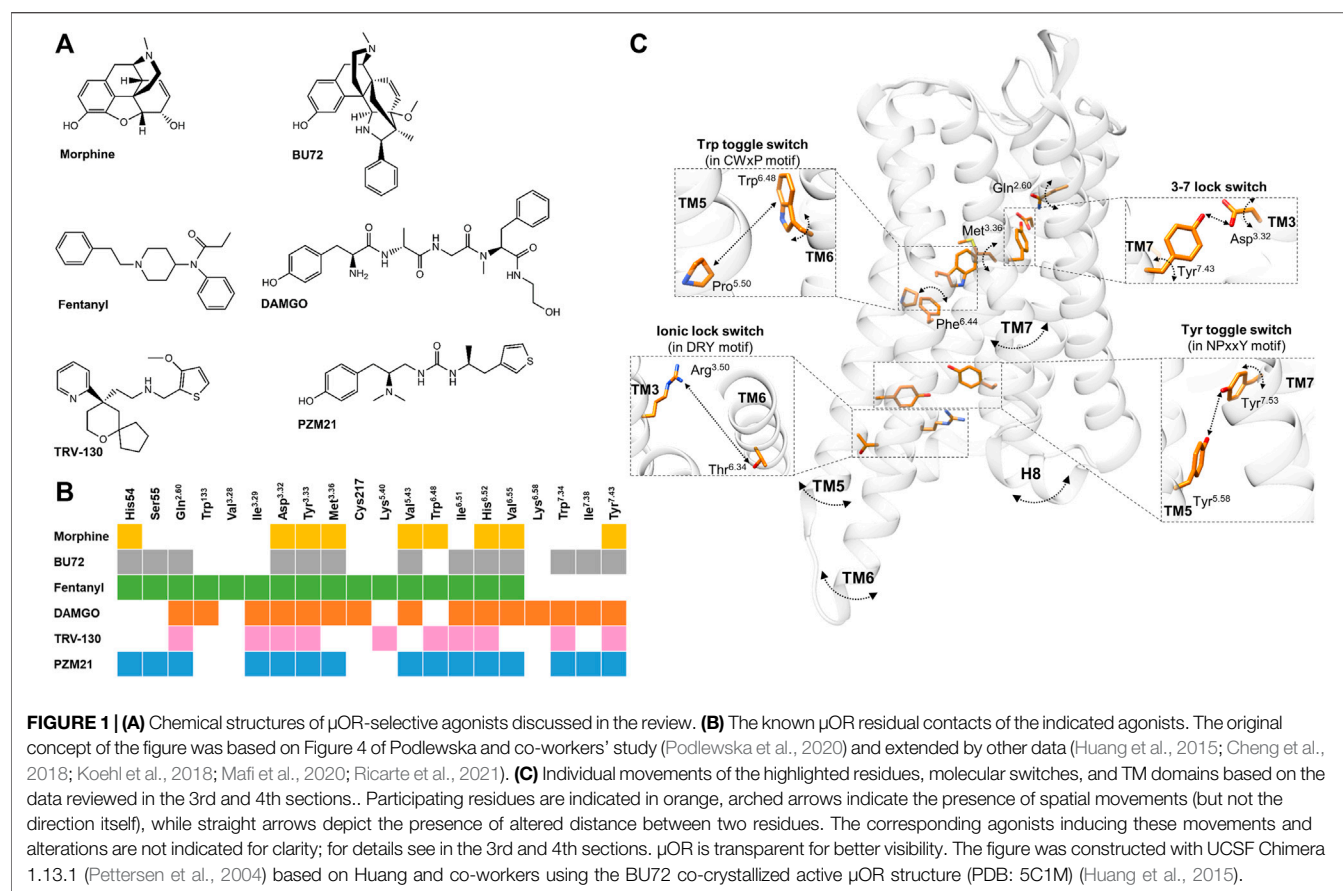 A
N
H
HO
O
H
OH
Morphine
N
H
O
HO
H
HN
BU72
N
N
O
Fentanyl
HO
NH2
O
H
N
O
N
H
O
N
O
NH
OH
DAMGO
N
O
H
N
S
O
TRV-130
HO
N
N
H
O
N
H
S
PZM21
B
His54
Ser55
Gln2.60
Trp133
Val3.28
Ile3.29
Asp3.32
Tyr3.33
Met3.36
Cys217
Lys5.40
Val5.43
Trp6.48
Ile6.51
His6.52
Val6.55
Lys6.58
Trp7.34
Ile7.38
Tyr7.43
Morphine
BU72
Fentanyl
DAMGO
TRV-130
PZM21
C
Trp toggle switch
(in CWxP motif)
Trp6.48
TM5
TM6
Pro5.50
Gln2.60
Met3.36
Phe6.44
TM7
3-7 lock switch
TM3
Asp3.32
TM7
Tyr7.43
Ionic lock switch
(in DRY motif)
Arg3.50
TM3
TM6
Thr6.34
Tyr toggle switch
(in NPxxY motif)
TM7
Tyr7.53
Tyr5.58
TM5
H8
TM5
TM6
FIGURE 1 | (A) Chemical structures of µOR-selective agonists discussed in the review. (B) The known µOR residual contacts of the indicated agonists. The original
concept of the figure was based on Figure 4 of Podlewska and co-workers' study (Podlewska et al., 2020) and extended by other data (Huang et al., 2015; Cheng et al.,
2018; Koehl et al., 2018; Mafi et al., 2020; Ricarte et al., 2021). (C) Individual movements of the highlighted residues, molecular switches, and TM domains based on the
data reviewed in the 3rd and 4th sections.. Participating residues are indicated in orange, arched arrows indicate the presence of spatial movements (but not the
direction itself), while straight arrows depict the presence of altered distance between two residues. The corresponding agonists inducing these movements and
alterations are not indicated for clarity; for details see in the 3rd and 4th sections. µOR is transparent for better visibility. The figure was constructed with UCSF Chimera
1.13.1 (Pettersen et al., 2004) based on Huang and co-workers using the BU72 co-crystallized active µOR structure (PDB: 5C1M) (Huang et al., 2015).